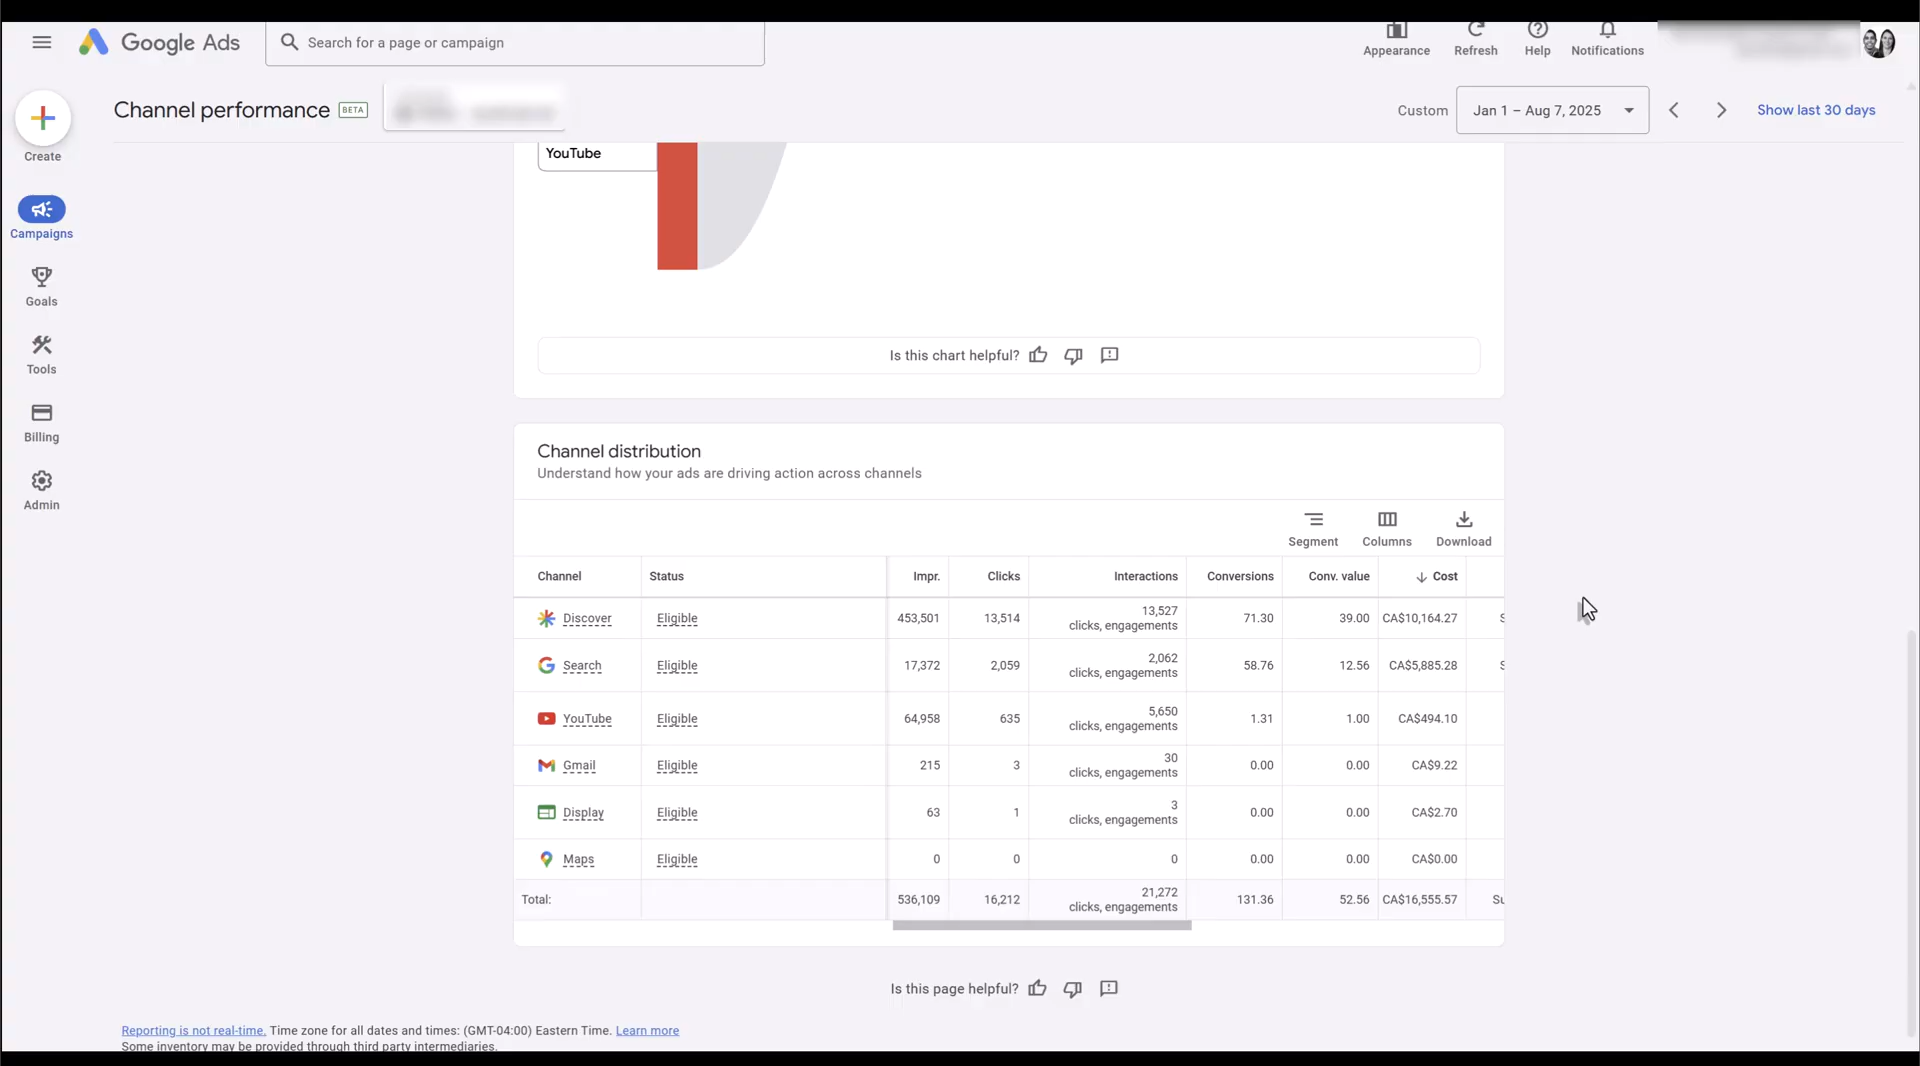 Google Ads
Search for a page or campaign
Appearance
Refresh
Help
Notifications
Channel performance BETA
Custom
Jan 1 – Aug 7, 2025
Show last 30 days
Create
Campaigns
Goals
Tools
Billing
Admin
YouTube
Is this chart helpful?
Channel distribution
Understand how your ads are driving action across channels
Segment Columns Download
Channel Status Impr. Clicks Interactions Conversions Conv. value Cost
Discover Eligible 453,501 13,514 13,527 clicks, engagements 71.30 39.00 CA$10,164.27
Search Eligible 17,372 2,059 2,062 clicks, engagements 58.76 12.56 CA$5,885.28
YouTube Eligible 64,958 635 5,650 clicks, engagements 1.31 1.00 CA$494.10
Gmail Eligible 215 3 30 clicks, engagements 0.00 0.00 CA$9.22
Display Eligible 63 1 3 clicks, engagements 0.00 0.00 CA$2.70
Maps Eligible 0 0 0 0.00 0.00 CA$0.00
Total: 536,109 16,212 21,272 clicks, engagements 131.36 52.56 CA$16,555.57
Is this page helpful?
Reporting is not real-time. Time zone for all dates and times: (GMT-04:00) Eastern Time. Learn more
Some inventory may be provided through third party intermediaries.